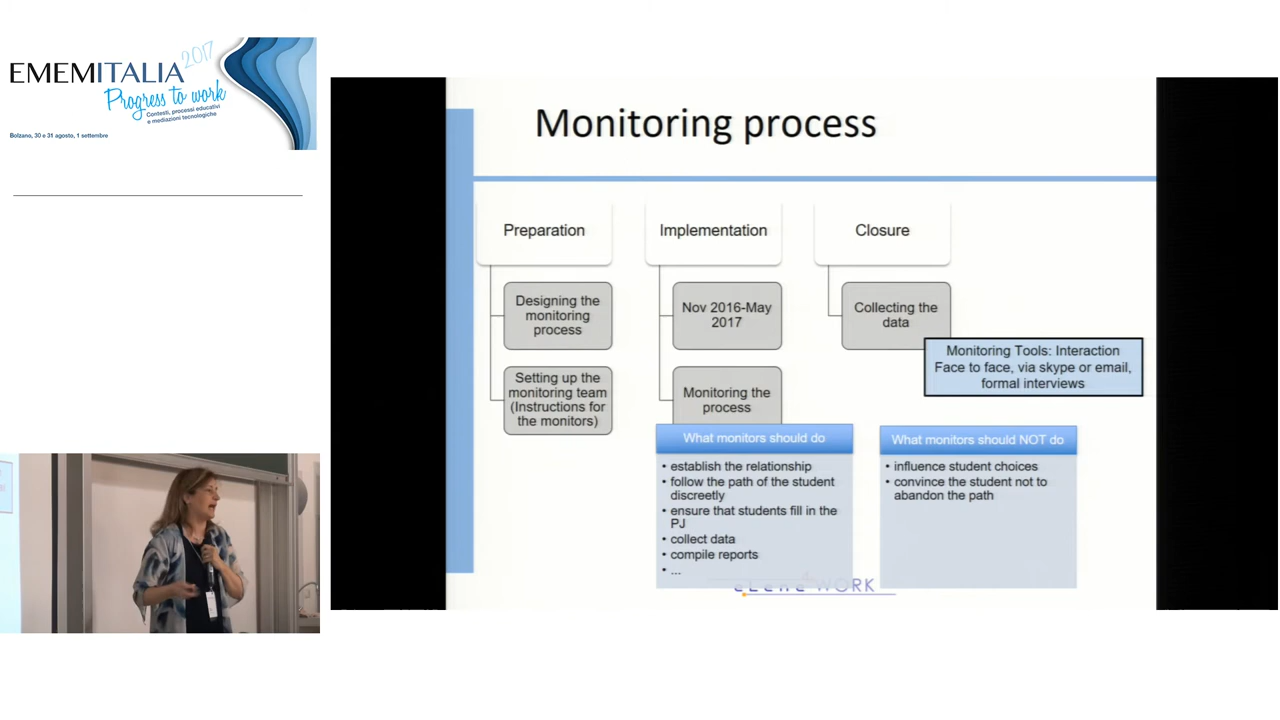 EMEMITALIA 2017
Progress to work
Contesti, processi educativi
e mediazioni tecnologiche
Bolzano, 30 e 31 agosto, 1 settembre
Monitoring process
Preparation
Designing the
monitoring
process
Setting up the
monitoring team
(Instructions for
the monitors)
Implementation
Nov 2016-May
2017
Monitoring the
process
Closure
Collecting the
data
Monitoring Tools: Interaction
Face to face, via skype or email,
formal interviews
What monitors should do
• establish the relationship
• follow the path of the student
discreetly
• ensure that students fill in the
PJ
• collect data
• compile reports
• ...
What monitors should NOT do
• influence student choices
• convince the student not to
abandon the path
eLene4WORK